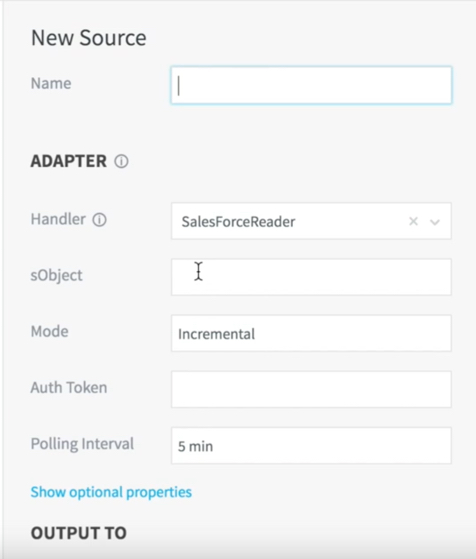 New Source
Name
ADAPTER
Handler
SalesForceReader
sObject
Mode
Incremental
Auth Token
Polling Interval
5 min
Show optional properties
OUTPUT TO